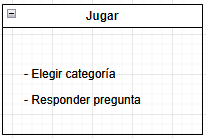 Jugar
- Elegir categoría
- Responder pregunta